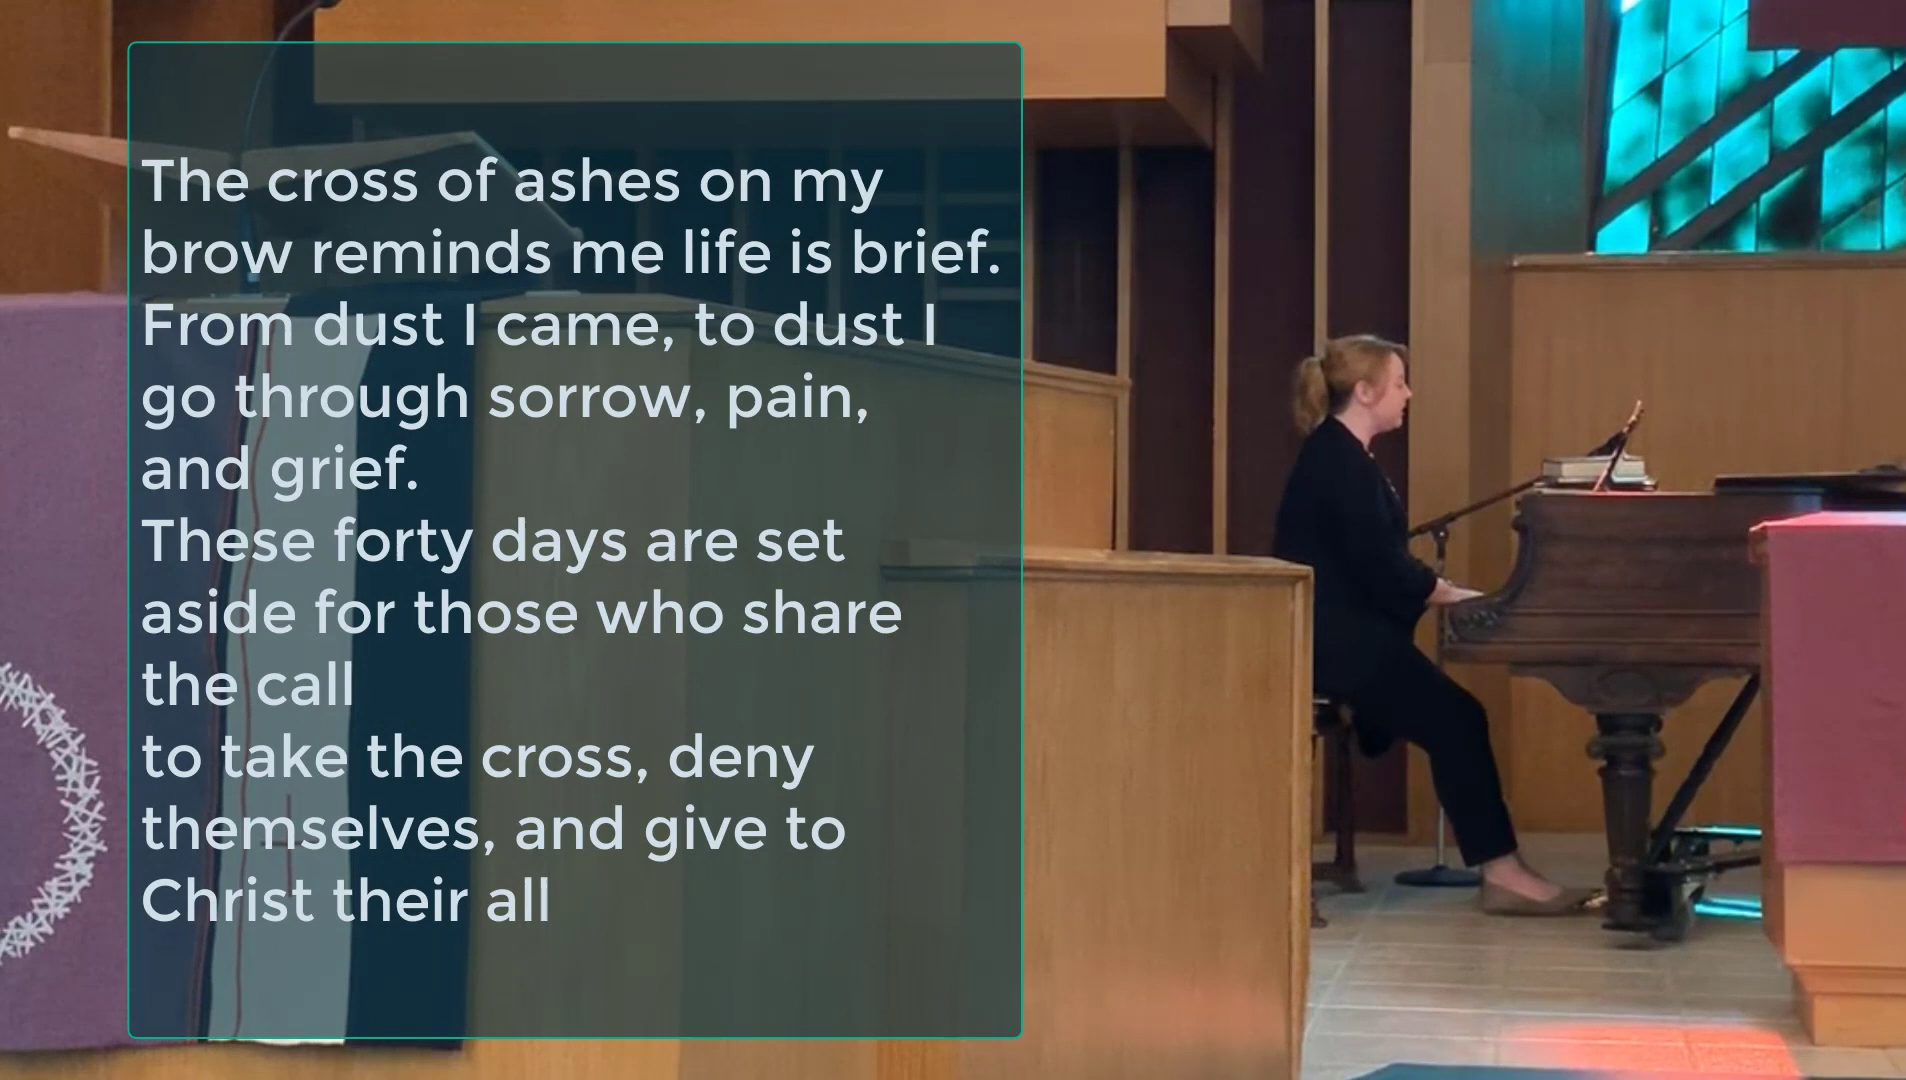 The cross of ashes on my
brow reminds me life is brief.
From dust I came, to dust I
go through sorrow, pain,
and grief.
These forty days are set
aside for those who share
the call
to take the cross, deny
themselves, and give to
Christ their all